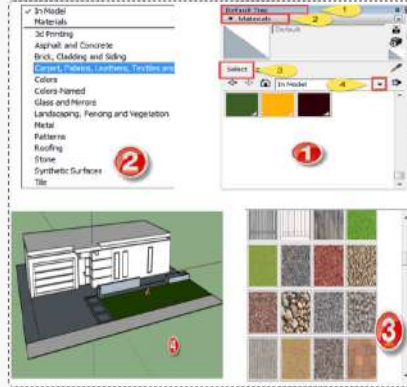 ✓ In Model
Materials
3d Printing
Asphalt and Concrete
Brick, Cladding and Siding
Carpet, Fabrics, Leathers, Textiles and
Colors
Colors-Named
Glass and Mirrors
Landscaping, Fencing and Vegetation
Metal
Patterns
Roofing
Stone
Synthetic Surfaces
Tile
2
Default Tray
1
Materials
2
Default
Select
3
In Model
4
1
4
3